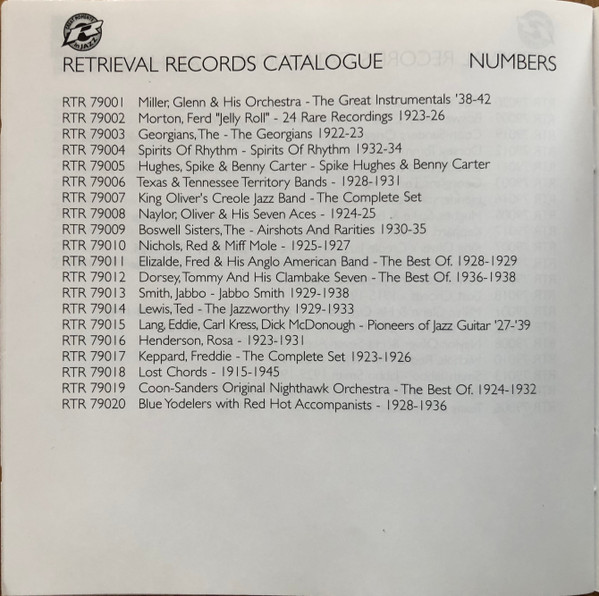 RETRIEVAL RECORDS CATALOGUE NUMBERS
RTR 79001 Miller, Glenn & His Orchestra - The Great Instrumentals '38-42
RTR 79002 Morton, Ferd "Jelly Roll" - 24 Rare Recordings 1923-26
RTR 79003 Georgians, The - The Georgians 1922-23
RTR 79004 Spirits Of Rhythm - Spirits Of Rhythm 1932-34
RTR 79005 Hughes, Spike & Benny Carter - Spike Hughes & Benny Carter
RTR 79006 Texas & Tennessee Territory Bands - 1928-1931
RTR 79007 King Oliver's Creole Jazz Band - The Complete Set
RTR 79008 Naylor, Oliver & His Seven Aces - 1924-25
RTR 79009 Boswell Sisters, The - Airshots And Rarities 1930-35
RTR 79010 Nichols, Red & Miff Mole - 1925-1927
RTR 79011 Elizalde, Fred & His Anglo American Band - The Best Of. 1928-1929
RTR 79012 Dorsey, Tommy And His Clambake Seven - The Best Of. 1936-1938
RTR 79013 Smith, Jabbo - Jabbo Smith 1929-1938
RTR 79014 Lewis, Ted - The Jazzworthy 1929-1933
RTR 79015 Lang, Eddie, Carl Kress, Dick McDonough - Pioneers of Jazz Guitar '27-'39
RTR 79016 Henderson, Rosa - 1923-1931
RTR 79017 Keppard, Freddie - The Complete Set 1923-1926
RTR 79018 Lost Chords - 1915-1945
RTR 79019 Coon-Sanders Original Nighthawk Orchestra - The Best Of. 1924-1932
RTR 79020 Blue Yodelers with Red Hot Accompanists - 1928-1936